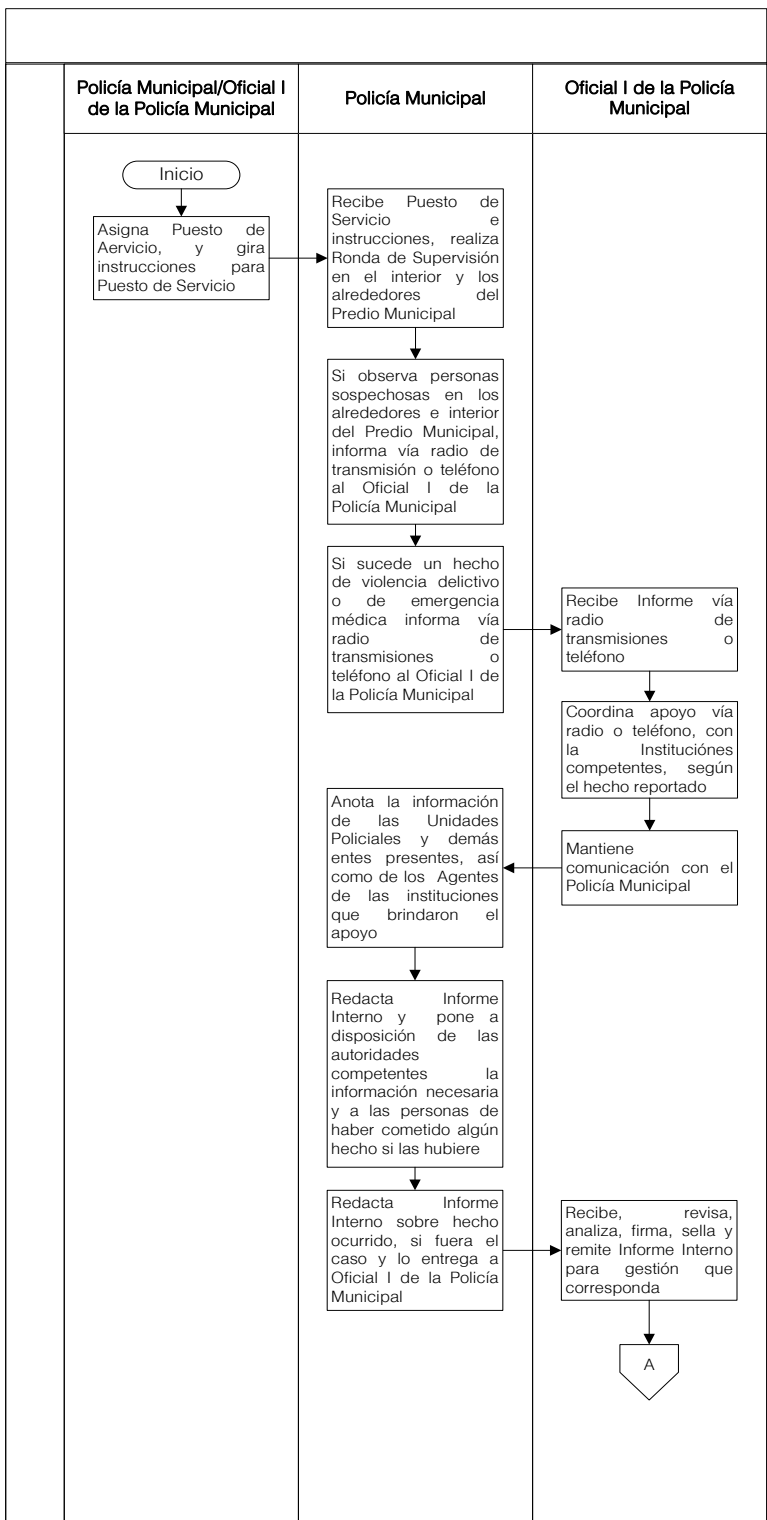 Policía Municipal/Oficial I
de la Policía Municipal
Policía Municipal
Oficial I de la Policía
Municipal
Inicio
Asigna Puesto de
Aervicio, y gira
instrucciones para
Puesto de Servicio
Recibe Puesto de
Servicio e
instrucciones, realiza
Ronda de Supervisión
en el interior y los
alrededores del
Predio Municipal
Si observa personas
sospechosas en los
alrededores e interior
del Predio Municipal,
informa vía radio de
transmisión o teléfono
al Oficial I de la
Policía Municipal
Si sucede un hecho
de violencia delictivo
o de emergencia
médica informa vía
radio de
transmisiones o
teléfono al Oficial I de
la Policía Municipal
Recibe Informe vía
radio de
transmisiones o
teléfono
Coordina apoyo vía
radio o teléfono, con
la Instituciónes
competentes, según
el hecho reportado
Mantiene
comunicación con el
Policía Municipal
Anota la información
de las Unidades
Policiales y demás
entes presentes, así
como de los Agentes
de las instituciones
que brindaron el
apoyo
Redacta Informe
Interno y pone a
disposición de las
autoridades
competentes la
información necesaria
y a las personas de
haber cometido algún
hecho si las hubiere
Redacta Informe
Interno sobre hecho
ocurrido, si fuera el
caso y lo entrega a
Oficial I de la Policía
Municipal
Recibe, revisa,
analiza, firma, sella y
remite Informe Interno
para gestión que
corresponda
A